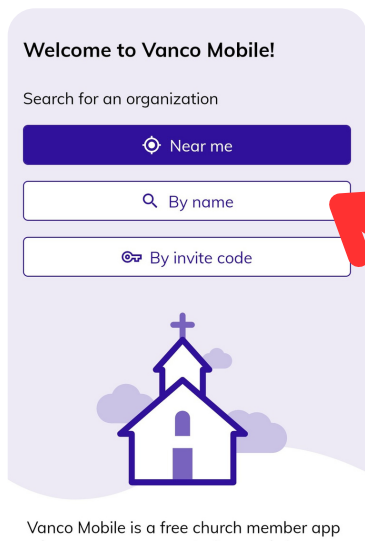 Welcome to Vanco Mobile!
Search for an organization
Near me
By name
By invite code
Vanco Mobile is a free church member app